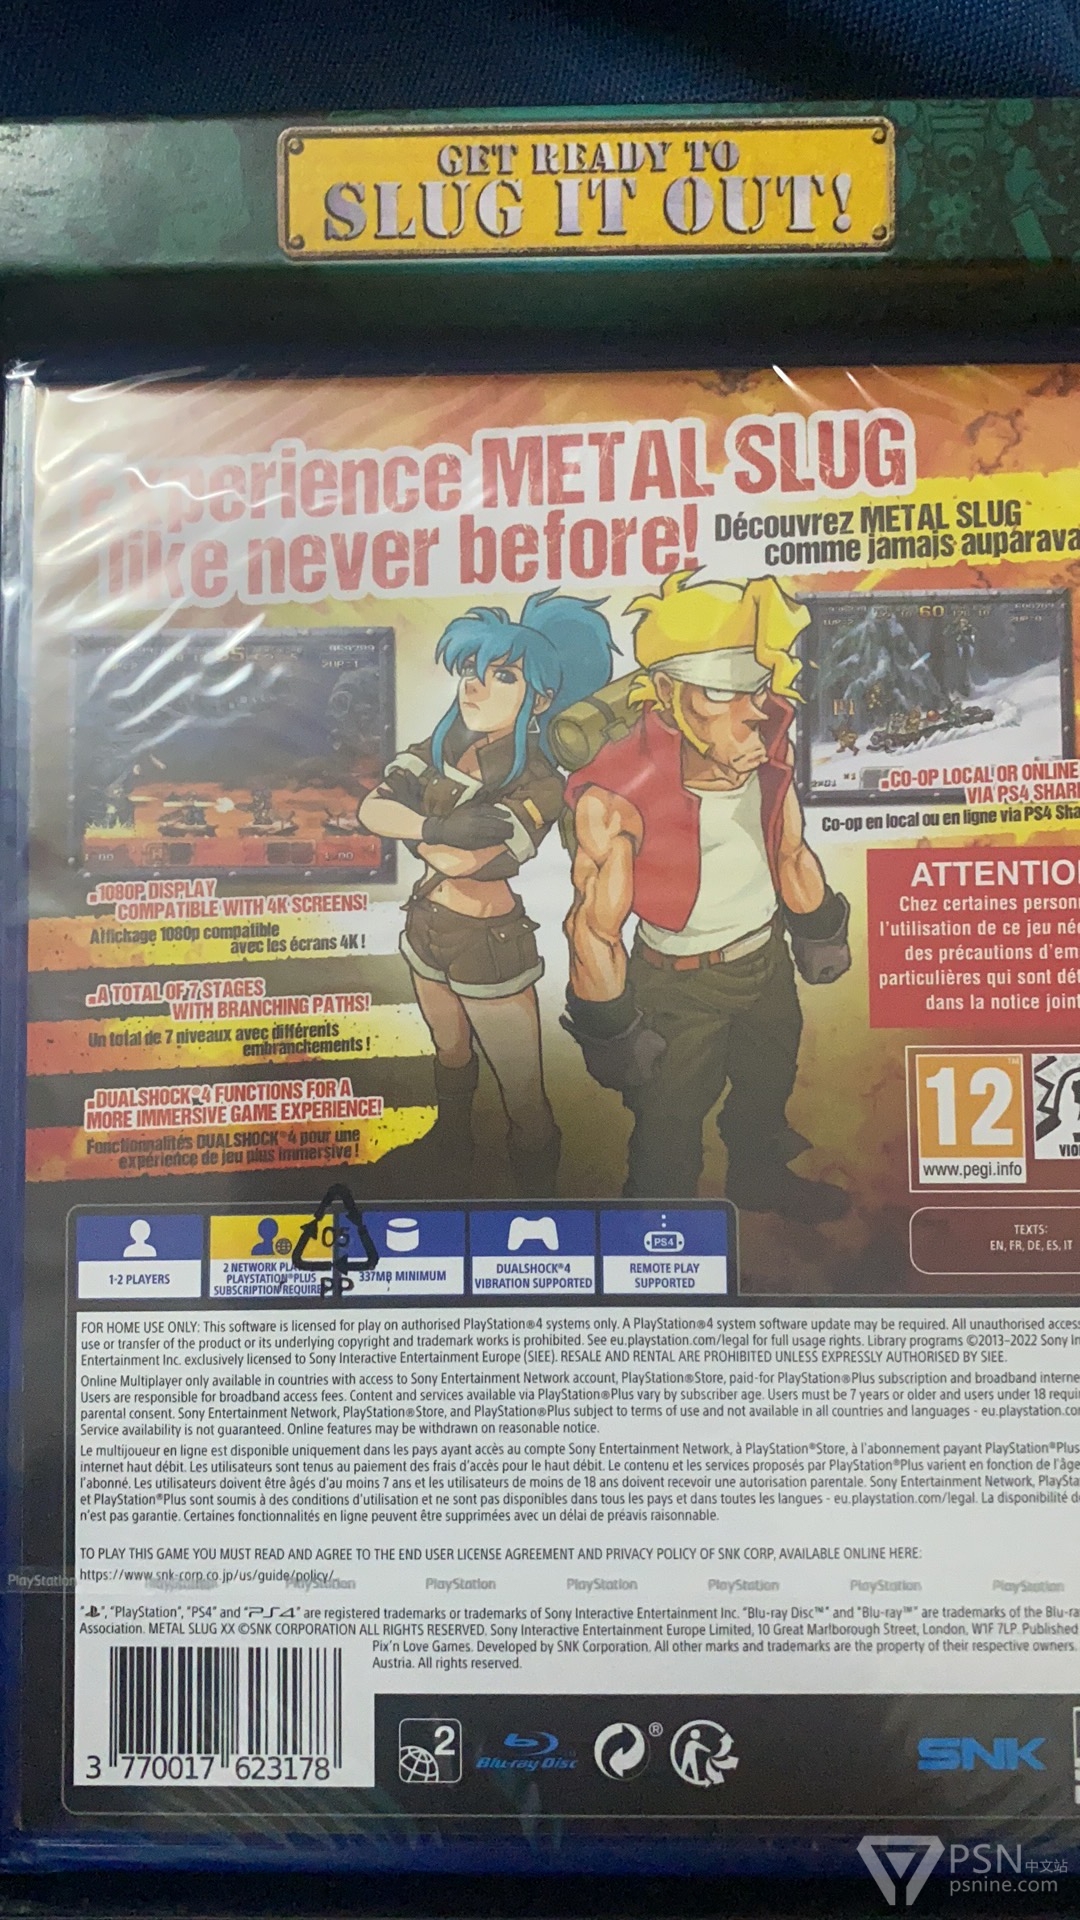 GET READY TO
SLUG IT OUT!
Experience METAL SLUG
like never before!
Découvrez METAL SLUG
comme jamais auparava
60
CO-OP LOCAL OR ONLINE
VIA PS4 SHAR
Co-op en local ou en ligne via PS4 Sha
1080P DISPLAY
COMPATIBLE WITH 4K SCREENS!
Affichage 1080p compatible
avec les écrans 4K !
A TOTAL OF 7 STAGES
WITH BRANCHING PATHS!
Un total de 7 niveaux avec différents
embranchements !
DUALSHOCK®4 FUNCTIONS FOR A
MORE IMMERSIVE GAME EXPERIENCE!
Fonctionnalités DUALSHOCK®4 pour une
expérience de jeu plus immersive !
ATTENTIO
Chez certaines person
l'utilisation de ce jeu né
des précautions d'em
particulières qui sont dé
dans la notice join
12
www.pegi.info
VIO
TEXTS:
EN, FR, DE, ES, IT
1-2 PLAYERS
2 NETWORK PL
PLAYSTATION®PLUS
SUBSCRIPTION REQUIRE
05
PP
337MB MINIMUM
DUALSHOCK®4
VIBRATION SUPPORTED
PS4
REMOTE PLAY
SUPPORTED
FOR HOME USE ONLY: This software is licensed for play on authorised PlayStation®4 systems only. A PlayStation®4 system software update may be required. All unauthorised access
use or transfer of the product or its underlying copyright and trademark works is prohibited. See eu.playstation.com/legal for full usage rights. Library programs ©2013-2022 Sony In
Entertainment Inc. exclusively licensed to Sony Interactive Entertainment Europe (SIEE). RESALE AND RENTAL ARE PROHIBITED UNLESS EXPRESSLY AUTHORISED BY SIEE.
Online Multiplayer only available in countries with access to Sony Entertainment Network account, PlayStation®Store, paid-for PlayStation®Plus subscription and broadband interne
Users are responsible for broadband access fees. Content and services available via PlayStation®Plus vary by subscriber age. Users must be 7 years or older and users under 18 requi
parental consent. Sony Entertainment Network, PlayStation®Store, and PlayStation®Plus subject to terms of use and not available in all countries and languages - eu.playstation.co
Service availability is not guaranteed. Online features may be withdrawn on reasonable notice.
Le multijoueur en ligne est disponible uniquement dans les pays ayant accès au compte Sony Entertainment Network, à PlayStation®Store, à l'abonnement payant PlayStation®Plus
internet haut débit. Les utilisateurs sont tenus au paiement des frais d'accès pour le haut débit. Le contenu et les services proposés par PlayStation®Plus varient en fonction de l'âge
l'abonné. Les utilisateurs doivent être âgés d'au moins 7 ans et les utilisateurs de moins de 18 ans doivent recevoir une autorisation parentale. Sony Entertainment Network, PlaySta
et PlayStation®Plus sont soumis à des conditions d'utilisation et ne sont pas disponibles dans tous les pays et dans toutes les langues - eu.playstation.com/legal. La disponibilité d
n'est pas garantie. Certaines fonctionnalités en ligne peuvent être supprimées avec un délai de préavis raisonnable.
TO PLAY THIS GAME YOU MUST READ AND AGREE TO THE END USER LICENSE AGREEMENT AND PRIVACY POLICY OF SNK CORP, AVAILABLE ONLINE HERE:
https://www.snk-corp.co.jp/us/guide/policy/
PlayStation PlayStation PlayStation PlayStation PlayStation PlayStation PlayStation PlayStation
"PlayStation", "PS4" and "PS4" are registered trademarks or trademarks of Sony Interactive Entertainment Inc. "Blu-ray Disc™" and "Blu-ray™" are trademarks of the Blu-ra
Association. METAL SLUG XX ©SNK CORPORATION ALL RIGHTS RESERVED. Sony Interactive Entertainment Europe Limited, 10 Great Marlborough Street, London, W1F 7LP. Published
Pix'n Love Games. Developed by SNK Corporation. All other marks and trademarks are the property of their respective owners.
Austria. All rights reserved.
3 770017 623178
2
Blu-ray Disc
®
SNK
PSN中文站
psnine.com